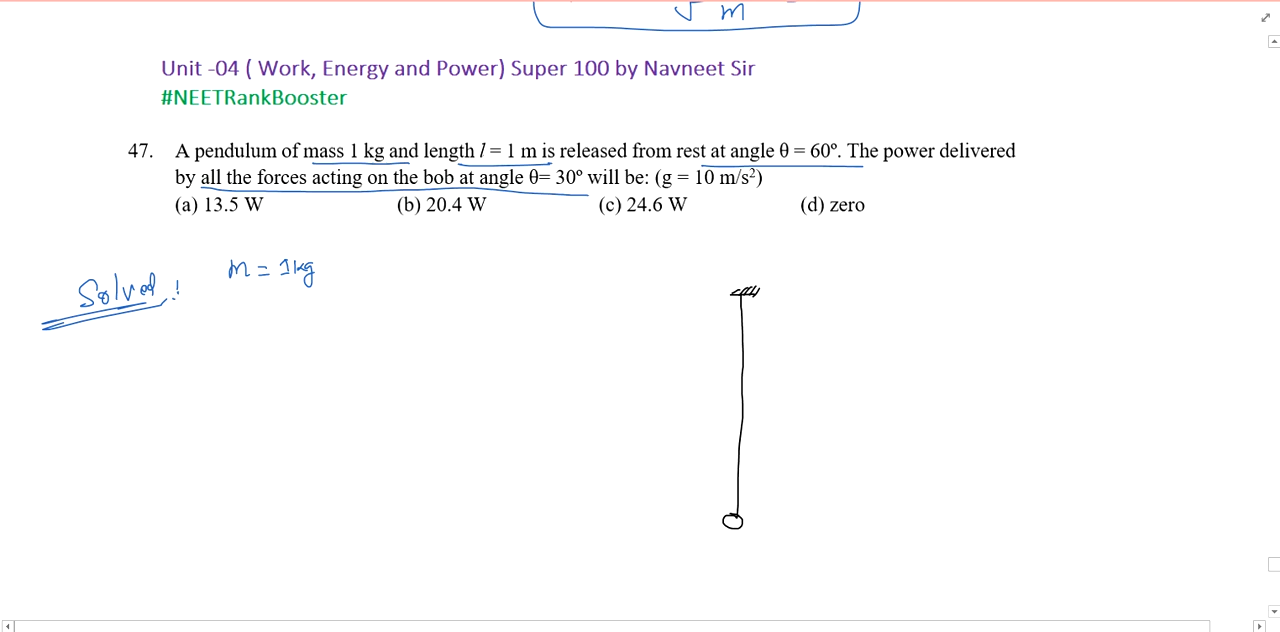 √ m
Unit -04 ( Work, Energy and Power) Super 100 by Navneet Sir
#NEETRankBooster
47. A pendulum of mass 1 kg and length l = 1 m is released from rest at angle θ = 60º. The power delivered
by all the forces acting on the bob at angle θ= 30º will be: (g = 10 m/s²)
(a) 13.5 W (b) 20.4 W (c) 24.6 W (d) zero
Solved :! m = 1kg